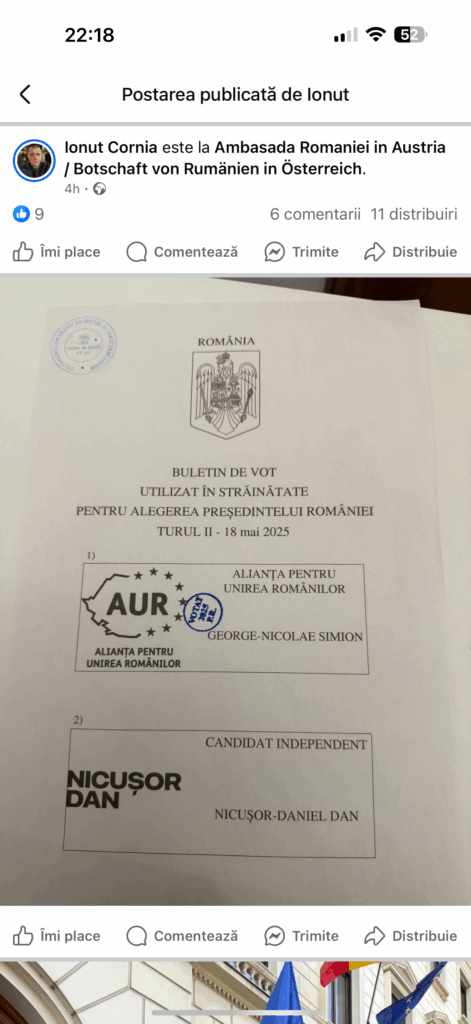 22:18
52
Postarea publicată de Ionut
Ionut Cornia este la Ambasada Romaniei in Austria
/ Botschaft von Rumänien in Österreich.
4h
9
6 comentarii 11 distribuiri
Îmi place Comentează Trimite Distribuie
ROMÂNIA
BULETIN DE VOT
UTILIZAT ÎN STRĂINĂTATE
PENTRU ALEGEREA PREȘEDINTELUI ROMÂNIEI
TURUL II - 18 mai 2025
1)
ALIANȚA PENTRU
UNIREA ROMÂNILOR
AUR
VOTAT
2025
P.R.
GEORGE-NICOLAE SIMION
ALIANȚA PENTRU
UNIREA ROMÂNILOR
2)
CANDIDAT INDEPENDENT
NICUȘOR
DAN
NICUȘOR-DANIEL DAN
Îmi place Comentează Trimite Distribuie